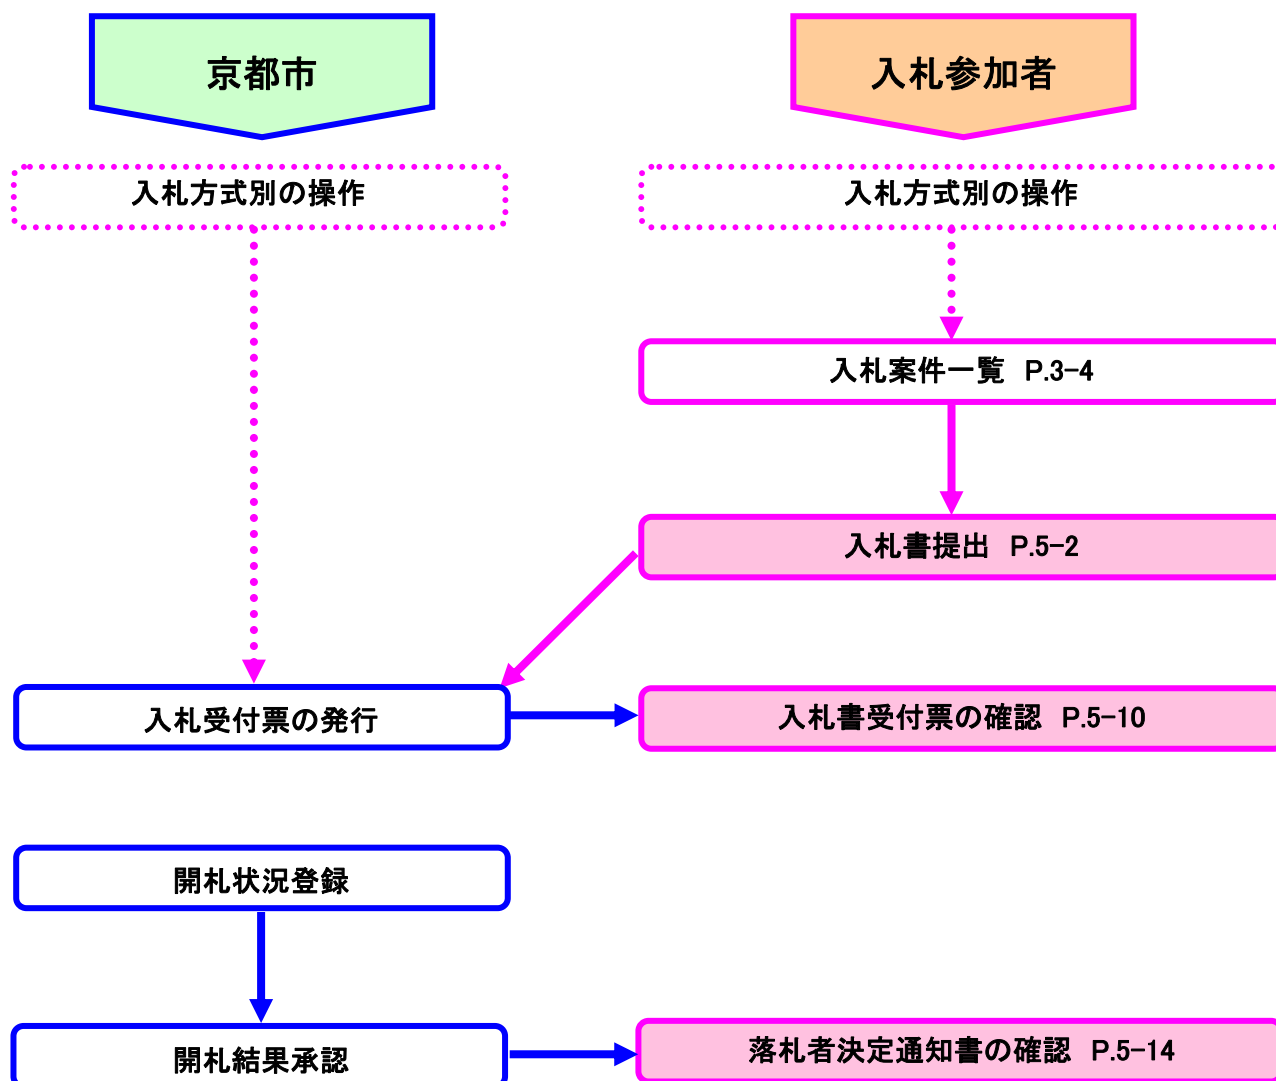 京都市
入札参加者
入札方式別の操作
入札方式別の操作
入札案件一覧 P.3-4
入札書提出 P.5-2
入札受付票の発行
入札書受付票の確認 P.5-10
開札状況登録
開札結果承認
落札者決定通知書の確認 P.5-14